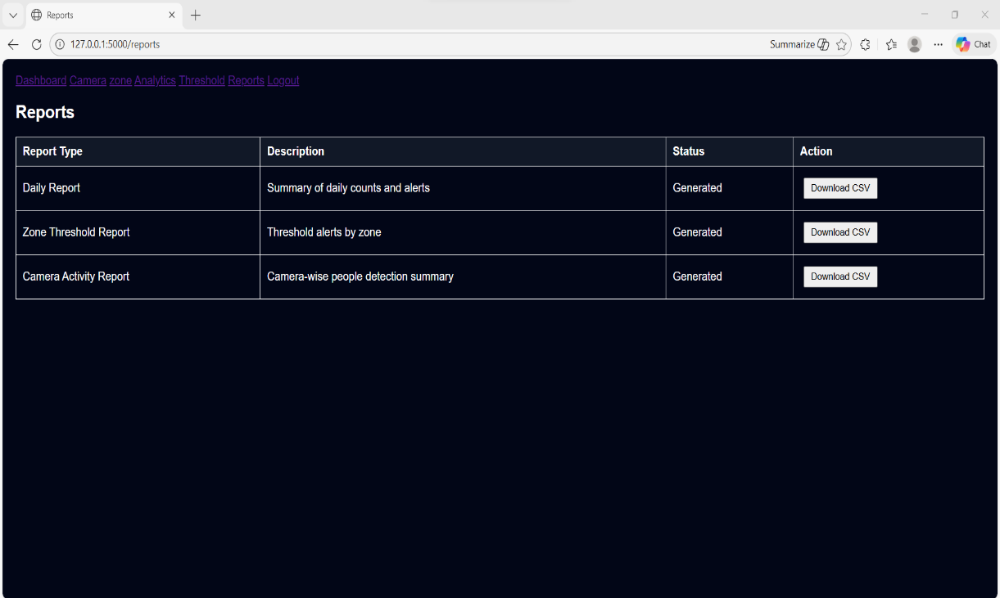 Reports
127.0.0.1:5000/reports Summarize Chat
Dashboard Camera zone Analytics Threshold Reports Logout
Reports
Report Type Description Status Action
Daily Report Summary of daily counts and alerts Generated Download CSV
Zone Threshold Report Threshold alerts by zone Generated Download CSV
Camera Activity Report Camera-wise people detection summary Generated Download CSV